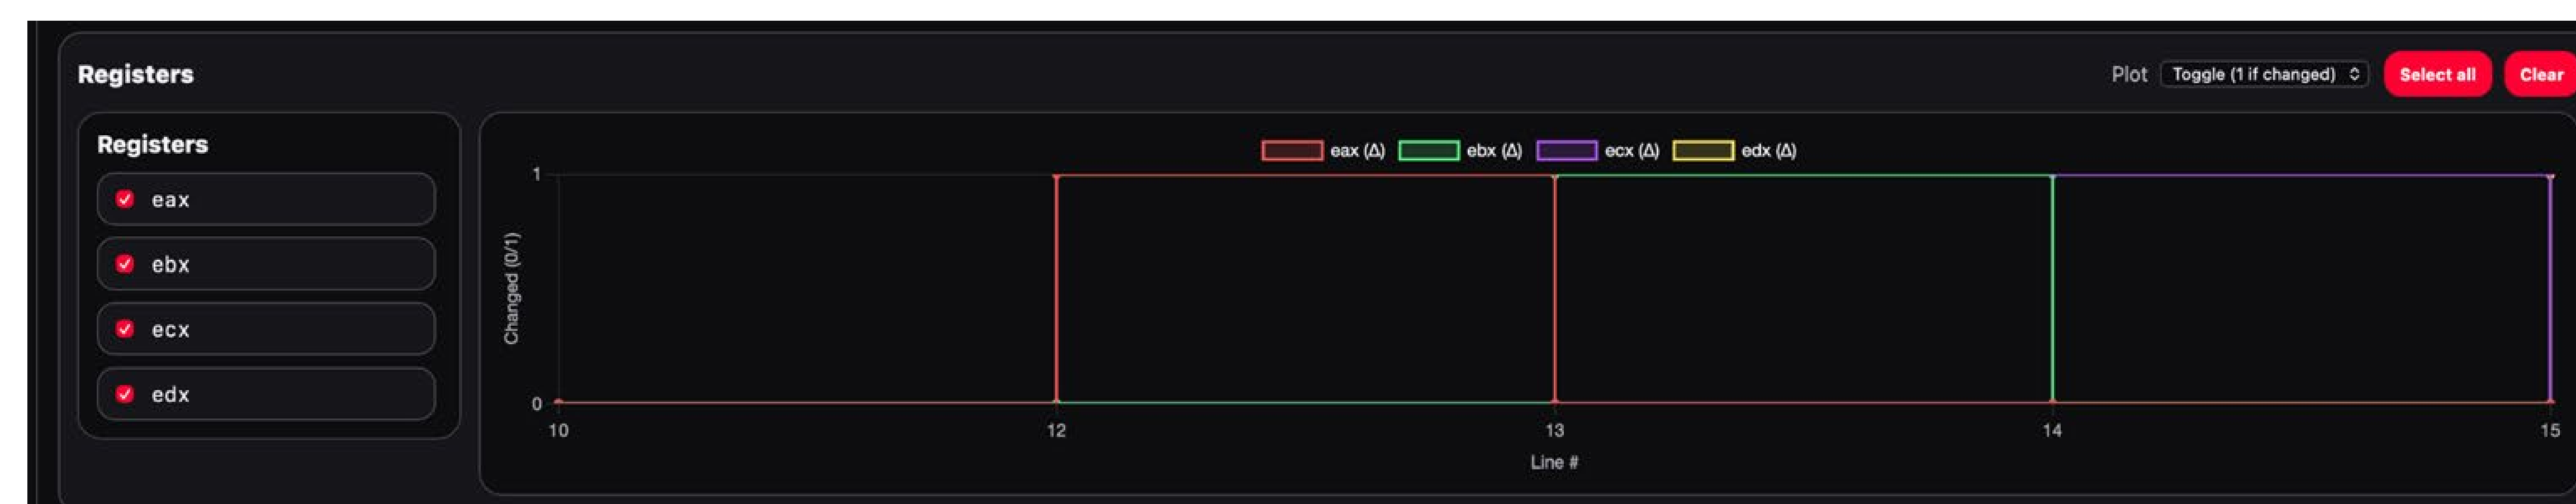 Registers
Plot Toggle (1 if changed) Select all Clear
Registers
eax
ebx
ecx
edx
eax (Δ) ebx (Δ) ecx (Δ) edx (Δ)
1
Changed (0/1)
0
10 12 13 14 15
Line #